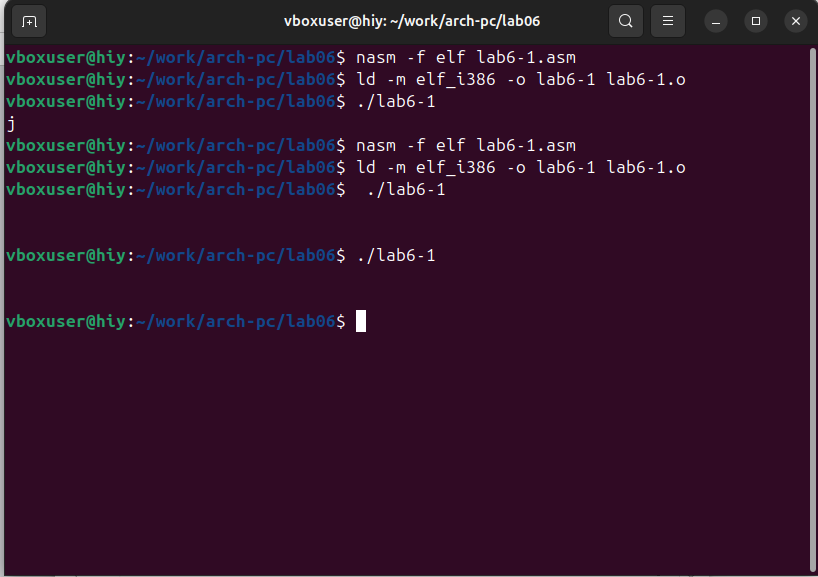 vboxuser@hiy: ~/work/arch-pc/lab06
vboxuser@hiy:~/work/arch-pc/lab06$ nasm -f elf lab6-1.asm
vboxuser@hiy:~/work/arch-pc/lab06$ ld -m elf_i386 -o lab6-1 lab6-1.o
vboxuser@hiy:~/work/arch-pc/lab06$ ./lab6-1
j
vboxuser@hiy:~/work/arch-pc/lab06$ nasm -f elf lab6-1.asm
vboxuser@hiy:~/work/arch-pc/lab06$ ld -m elf_i386 -o lab6-1 lab6-1.o
vboxuser@hiy:~/work/arch-pc/lab06$  ./lab6-1
vboxuser@hiy:~/work/arch-pc/lab06$ ./lab6-1
vboxuser@hiy:~/work/arch-pc/lab06$